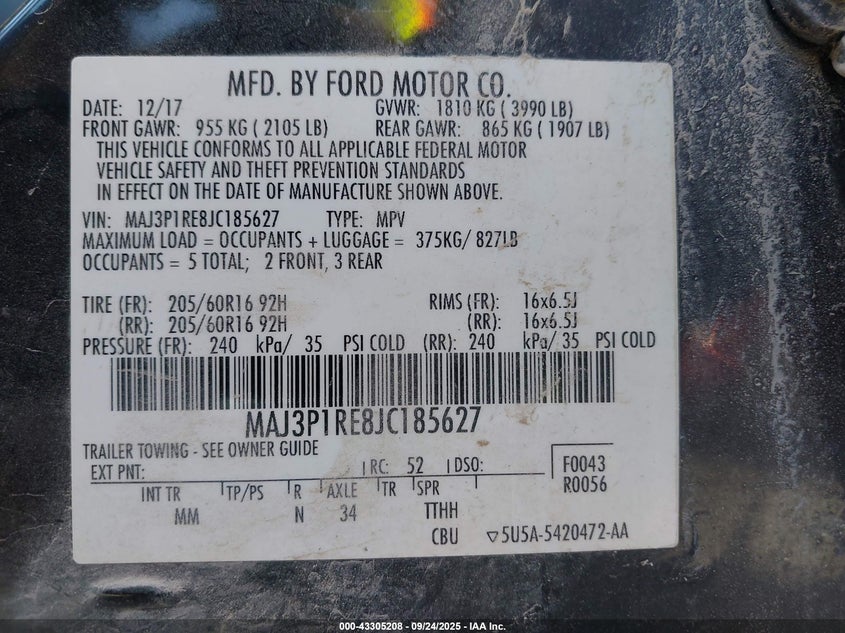 MFD. BY FORD MOTOR CO.
DATE: 12/17 GVWR: 1810 KG ( 3990 LB)
FRONT GAWR: 955 KG ( 2105 LB) REAR GAWR: 865 KG ( 1907 LB)
THIS VEHICLE CONFORMS TO ALL APPLICABLE FEDERAL MOTOR
VEHICLE SAFETY AND THEFT PREVENTION STANDARDS
IN EFFECT ON THE DATE OF MANUFACTURE SHOWN ABOVE.
VIN: MAJ3P1RE8JC185627 TYPE: MPV
MAXIMUM LOAD = OCCUPANTS + LUGGAGE = 375KG/ 827LB
OCCUPANTS = 5 TOTAL; 2 FRONT, 3 REAR
TIRE (FR): 205/60R16 92H RIMS (FR): 16x6.5J
(RR): 205/60R16 92H (RR): 16x6.5J
PRESSURE (FR): 240 kPa/ 35 PSI COLD (RR): 240 kPa/ 35 PSI COLD
MAJ3P1RE8JC185627
TRAILER TOWING - SEE OWNER GUIDE
EXT PNT: RC: 52 DSO: F0043
INT TR TP/PS R AXLE TR SPR R0056
MM N 34 TTHH
CBU ▽5U5A-5420472-AA
000-43305208 - 09/24/2025 - IAA Inc.